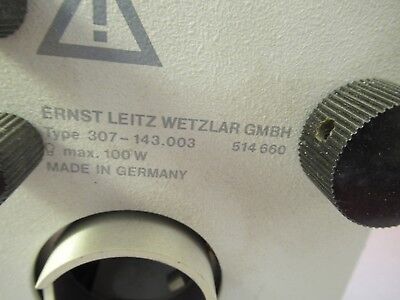 ERNST LEITZ WETZLAR GMBH
Type 307-143.003 514 660
max. 100 W
MADE IN GERMANY